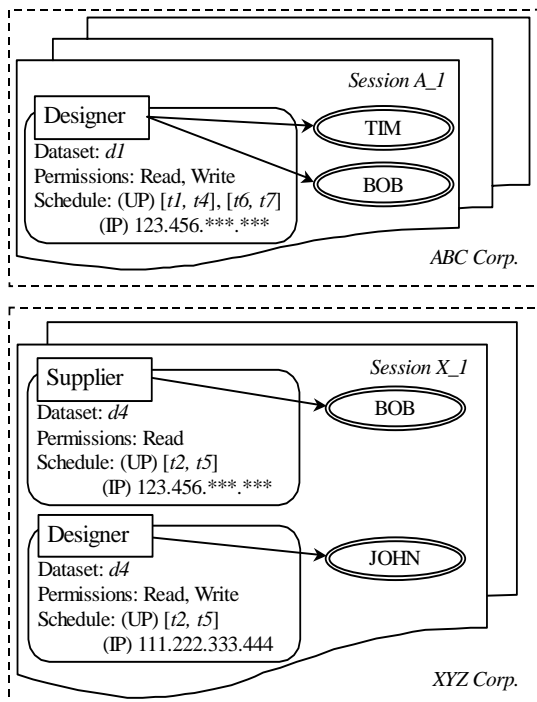 Session A_1
Designer
TIM
Dataset: d1
Permissions: Read, Write
BOB
Schedule: (UP) [t1, t4], [t6, t7]
(IP) 123.456.***.***
ABC Corp.
Session X_1
Supplier
BOB
Dataset: d4
Permissions: Read
Schedule: (UP) [t2, t5]
(IP) 123.456.***.***
Designer
JOHN
Dataset: d4
Permissions: Read, Write
Schedule: (UP) [t2, t5]
(IP) 111.222.333.444
XYZ Corp.